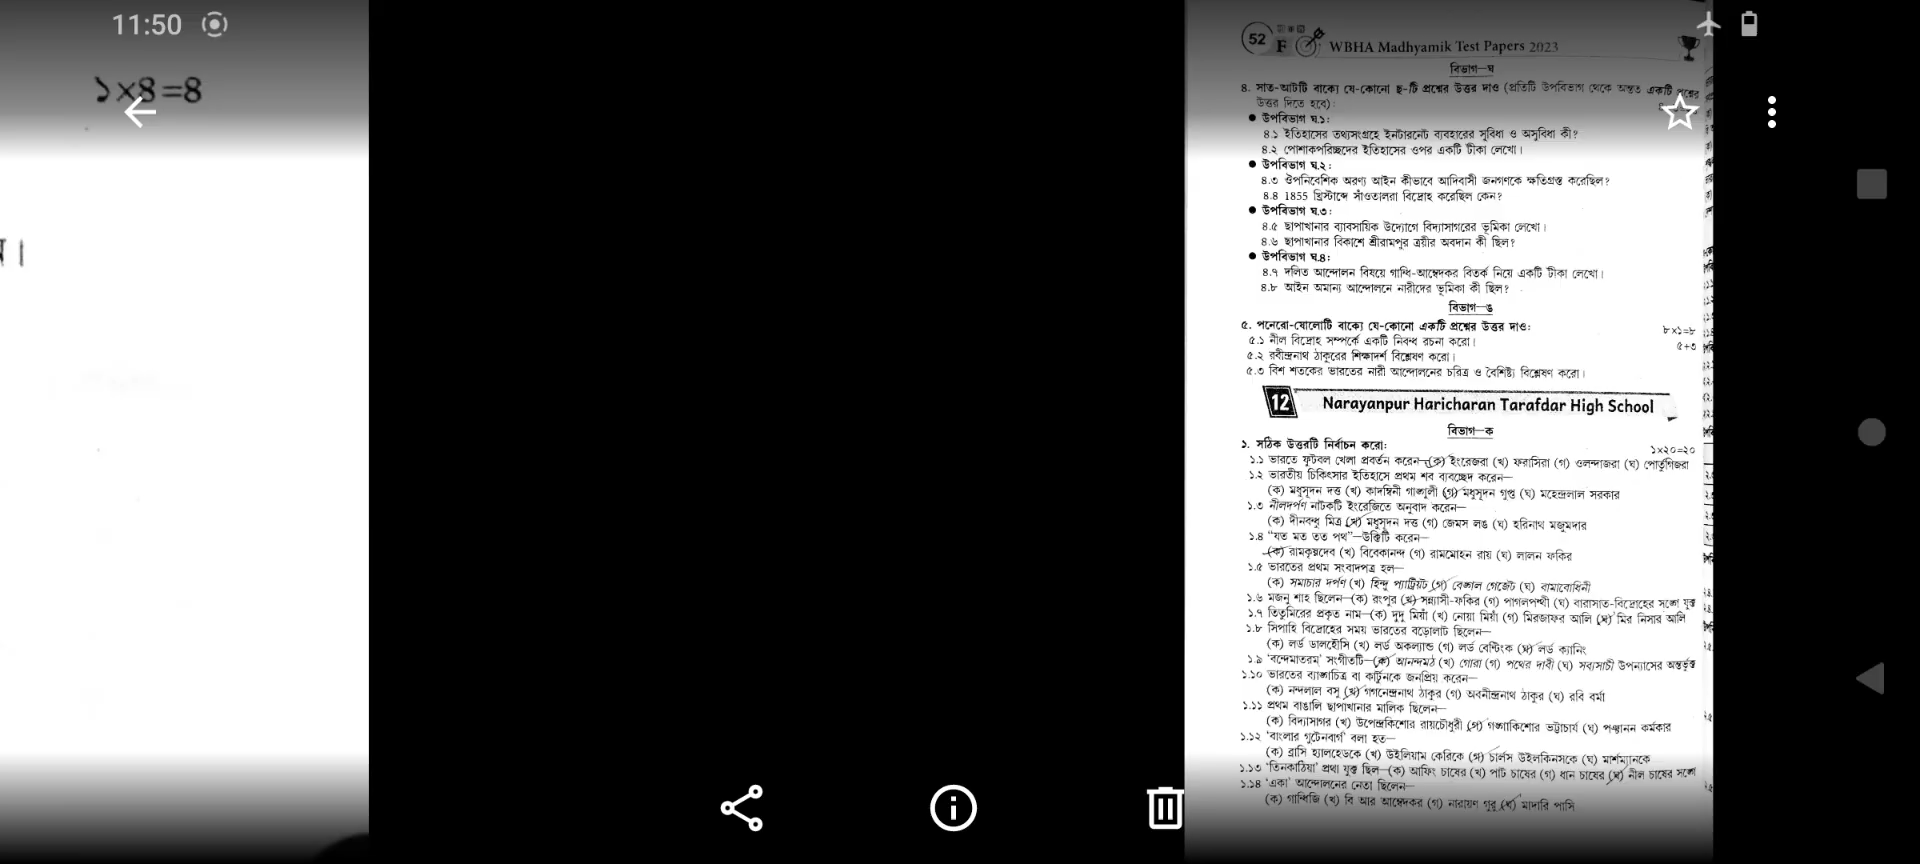 11:50
১×৪=৪
52 F WBHA Madhyamik Test Papers 2023
বিভাগ—ঘ
৪. সাত-আটটি বাক্যে যে-কোনো ছ-টি প্রশ্নের উত্তর দাও (প্রতিটি উপবিভাগ থেকে অন্তত একটি প্রশ্নের
উত্তর দিতে হবে):
● উপবিভাগ ঘ.১:
৪.১ ইতিহাসের তথ্যসংগ্রহে ইনটারনেট ব্যবহারের সুবিধা ও অসুবিধা কী?
৪.২ পোশাকপরিচ্ছদের ইতিহাসের ওপর একটি টীকা লেখো।
● উপবিভাগ ঘ.২:
৪.৩ ঔপনিবেশিক অরণ্য আইন কীভাবে আদিবাসী জনগণকে ক্ষতিগ্রস্ত করেছিল?
৪.৪ 1855 খ্রিস্টাব্দে সাঁওতালরা বিদ্রোহ করেছিল কেন?
● উপবিভাগ ঘ.৩:
৪.৫ ছাপাখানার ব্যাবসায়িক উদ্যোগে বিদ্যাসাগরের ভূমিকা লেখো।
৪.৬ ছাপাখানার বিকাশে শ্রীরামপুর ত্রয়ীর অবদান কী ছিল?
● উপবিভাগ ঘ.৪:
৪.৭ দলিত আন্দোলন বিষয়ে গান্ধি-আম্বেদকর বিতর্ক নিয়ে একটি টীকা লেখো।
৪.৮ আইন অমান্য আন্দোলনে নারীদের ভূমিকা কী ছিল?
বিভাগ—ঙ
৫. পনেরো-ষোলোটি বাক্যে যে-কোনো একটি প্রশ্নের উত্তর দাও: ৮×১=৮
৫.১ নীল বিদ্রোহ সম্পর্কে একটি নিবন্ধ রচনা করো। ৫+৩
৫.২ রবীন্দ্রনাথ ঠাকুরের শিক্ষাদর্শ বিশ্লেষণ করো।
৫.৩ বিশ শতকের ভারতের নারী আন্দোলনের চরিত্র ও বৈশিষ্ট্য বিশ্লেষণ করো।
12 Narayanpur Haricharan Tarafdar High School
বিভাগ—ক
১. সঠিক উত্তরটি নির্বাচন করো: ১×২০=২০
১.১ ভারতে ফুটবল খেলা প্রবর্তন করেন—(ক) ইংরেজরা (খ) ফরাসিরা (গ) ওলন্দাজরা (ঘ) পোর্তুগিজরা
১.২ ভারতীয় চিকিৎসার ইতিহাসে প্রথম শব ব্যবচ্ছেদ করেন—
(ক) মধুসূদন দত্ত (খ) কাদম্বিনী গাঙ্গুলী (গ) মধুসূদন গুপ্ত (ঘ) মহেন্দ্রলাল সরকার
১.৩ নীলদর্পণ নাটকটি ইংরেজিতে অনুবাদ করেন—
(ক) দীনবন্ধু মিত্র (খ) মধুসূদন দত্ত (গ) জেমস লঙ (ঘ) হরিনাথ মজুমদার
১.৪ “যত মত তত পথ”—উক্তিটি করেন—
(ক) রামকৃষ্ণদেব (খ) বিবেকানন্দ (গ) রামমোহন রায় (ঘ) লালন ফকির
১.৫ ভারতের প্রথম সংবাদপত্র হল—
(ক) সমাচার দর্পণ (খ) হিন্দু প্যাট্রিয়ট (গ) বেঙ্গল গেজেট (ঘ) বামাবোধিনী
১.৬ মজনু শাহ ছিলেন—(ক) রংপুর (খ) সন্ন্যাসী-ফকির (গ) পাগলপন্থী (ঘ) বারাসাত-বিদ্রোহের সঙ্গে যুক্ত
১.৭ তিতুমিরের প্রকৃত নাম—(ক) দুদু মিয়াঁ (খ) নোয়া মিয়াঁ (গ) মিরজাফর আলি (ঘ) মির নিসার আলি
১.৮ সিপাহি বিদ্রোহের সময় ভারতের বড়োলাট ছিলেন—
(ক) লর্ড ডালহৌসি (খ) লর্ড অকল্যান্ড (গ) লর্ড বেন্টিংক (ঘ) লর্ড ক্যানিং
১.৯ ‘বন্দেমাতরম্’ সংগীতটি—(ক) আনন্দমঠ (খ) গোরা (গ) পথের দাবী (ঘ) সব্যসাচী উপন্যাসের অন্তর্ভুক্ত
১.১০ ভারতের ব্যাঙ্গচিত্র বা কার্টুনকে জনপ্রিয় করেন—
(ক) নন্দলাল বসু (খ) গগনেন্দ্রনাথ ঠাকুর (গ) অবনীন্দ্রনাথ ঠাকুর (ঘ) রবি বর্মা
১.১১ প্রথম বাঙালি ছাপাখানার মালিক ছিলেন—
(ক) বিদ্যাসাগর (খ) উপেন্দ্রকিশোর রায়চৌধুরী (গ) গঙ্গাকিশোর ভট্টাচার্য (ঘ) পঞ্চানন কর্মকার
১.১২ ‘বাংলার গুটেনবার্গ’ বলা হত—
(ক) ব্রাসি হ্যালহেডকে (খ) উইলিয়াম কেরিকে (গ) চার্লস উইলকিনসকে (ঘ) মার্শম্যানকে
১.১৩ ‘তিনকাঠিয়া’ প্রথা যুক্ত ছিল—(ক) আফিং চাষের (খ) পাট চাষের (গ) ধান চাষের (ঘ) নীল চাষের সঙ্গে
১.১৪ ‘একা’ আন্দোলনের নেতা ছিলেন—
(ক) গান্ধিজি (খ) বি আর আম্বেদকর (গ) নারায়ণ গুরু (ঘ) মাদারি পাসি